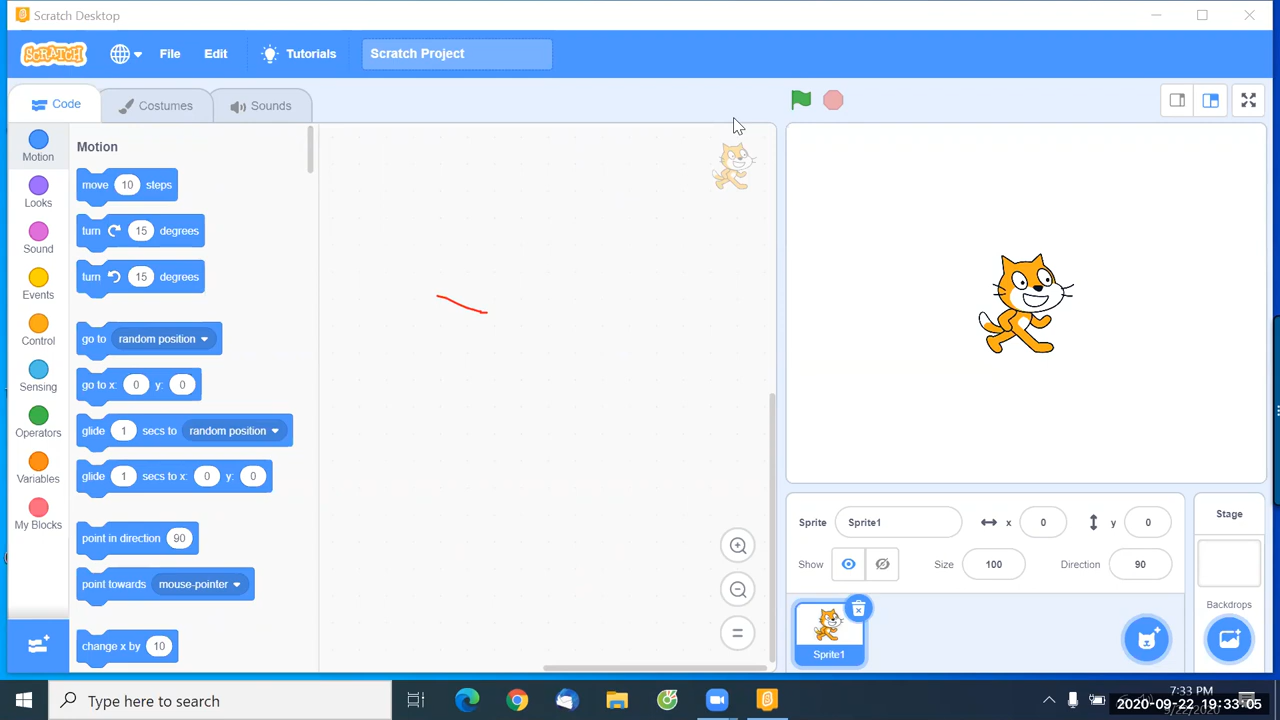 Scratch Desktop
SCRATCH File Edit Tutorials Scratch Project
Code Costumes Sounds
Motion
Looks
Sound
Events
Control
Sensing
Operators
Variables
My Blocks
Motion
move 10 steps
turn 15 degrees
turn 15 degrees
go to random position
go to x: 0 y: 0
glide 1 secs to random position
glide 1 secs to x: 0 y: 0
point in direction 90
point towards mouse-pointer
change x by 10
Sprite Sprite1 x 0 y 0
Show Size 100 Direction 90
Sprite1
Stage
Backdrops
Type here to search
7:33 PM
2020-09-22 19:33:05